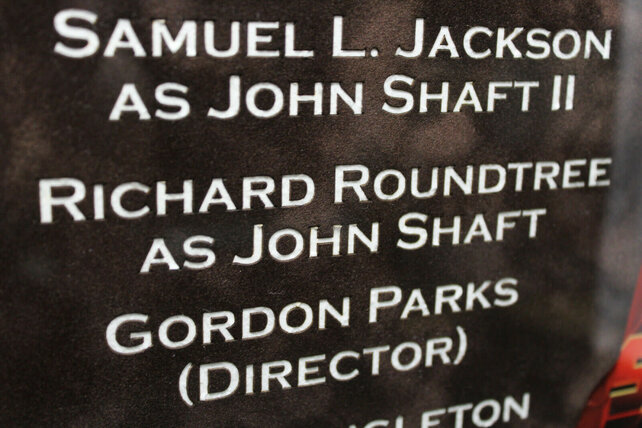 SAMUEL L. JACKSON
AS JOHN SHAFT II
RICHARD ROUNDTREE
AS JOHN SHAFT
GORDON PARKS
(DIRECTOR)